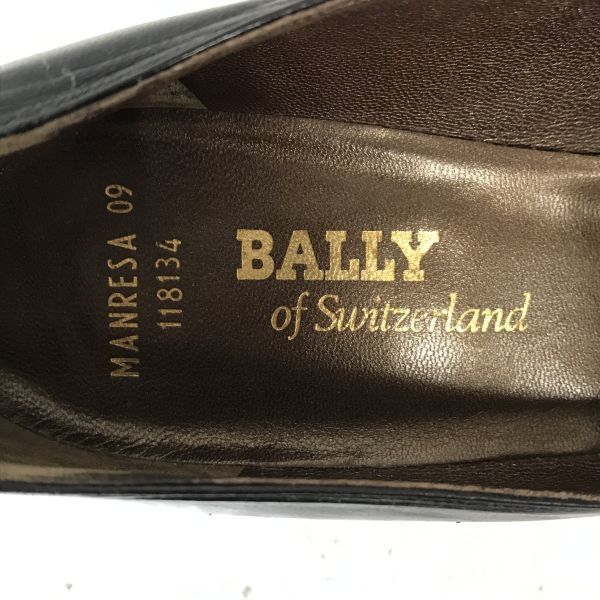 MANRESA 09
118134
BALLY
of Switzerland